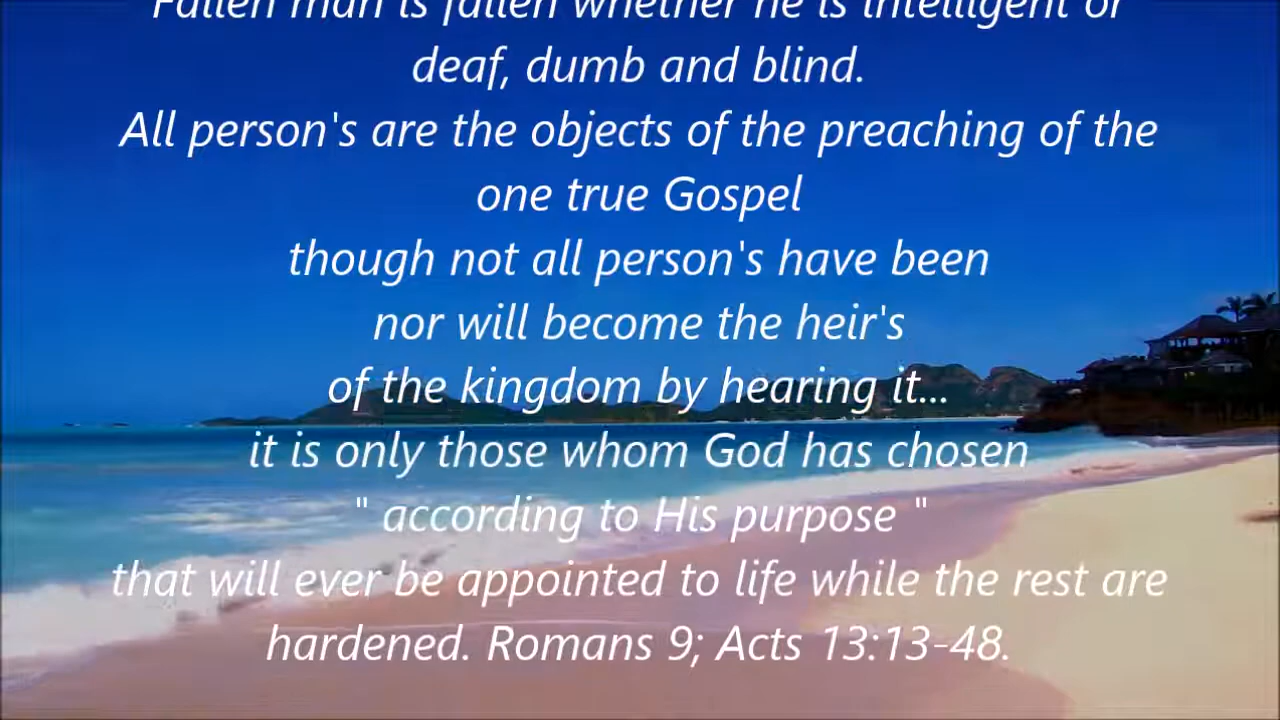 Fallen man is fallen whether he is intelligent or
deaf, dumb and blind.
All person's are the objects of the preaching of the
one true Gospel
though not all person's have been
nor will become the heir's
of the kingdom by hearing it...
it is only those whom God has chosen
" according to His purpose "
that will ever be appointed to life while the rest are
hardened. Romans 9; Acts 13:13-48.